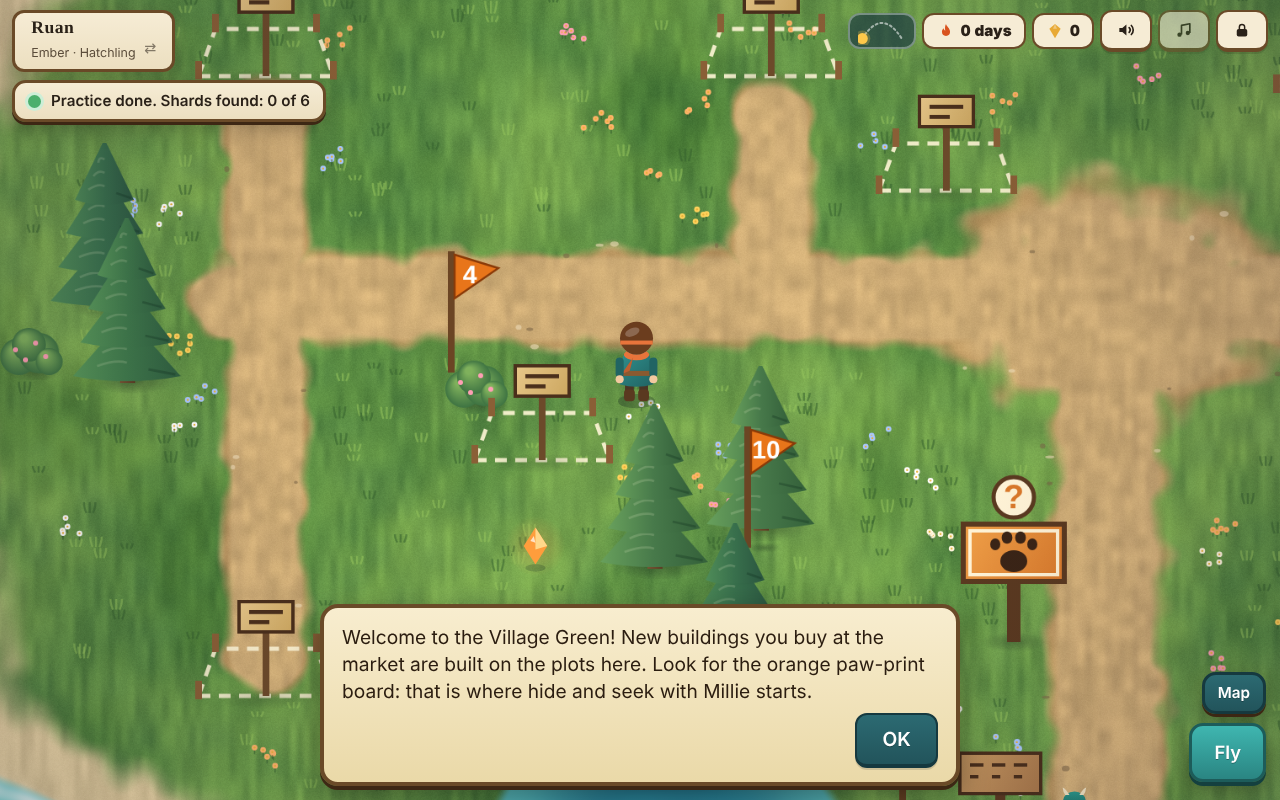 Ruan
Ember · Hatchling
0 days
0
Practice done. Shards found: 0 of 6
4
10
?
Welcome to the Village Green! New buildings you buy at the
market are built on the plots here. Look for the orange paw-print
board: that is where hide and seek with Millie starts.
OK
Map
Fly